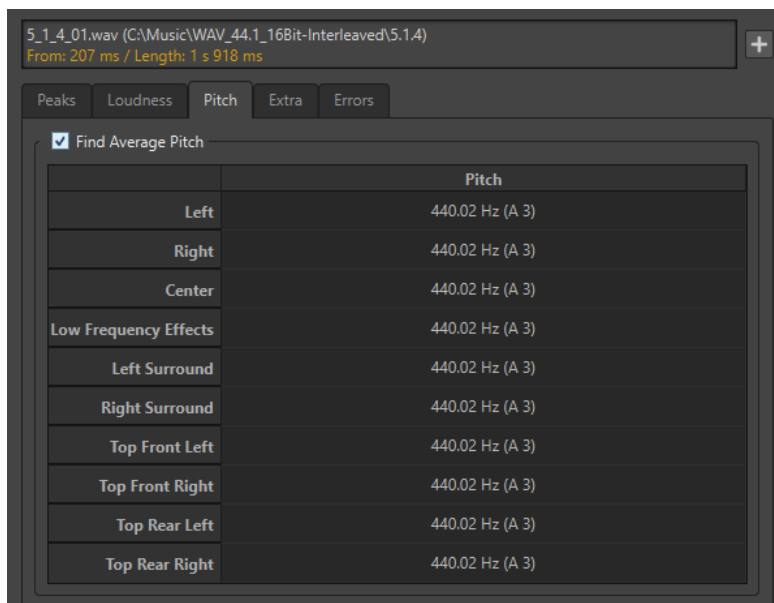 5_1_4_01.wav (C:\Music\WAV_44.1_16Bit-Interleaved\5.1.4)
From: 207 ms / Length: 1 s 918 ms
Peaks Loudness Pitch Extra Errors
Find Average Pitch
Pitch
Left 440.02 Hz (A 3)
Right 440.02 Hz (A 3)
Center 440.02 Hz (A 3)
Low Frequency Effects 440.02 Hz (A 3)
Left Surround 440.02 Hz (A 3)
Right Surround 440.02 Hz (A 3)
Top Front Left 440.02 Hz (A 3)
Top Front Right 440.02 Hz (A 3)
Top Rear Left 440.02 Hz (A 3)
Top Rear Right 440.02 Hz (A 3)